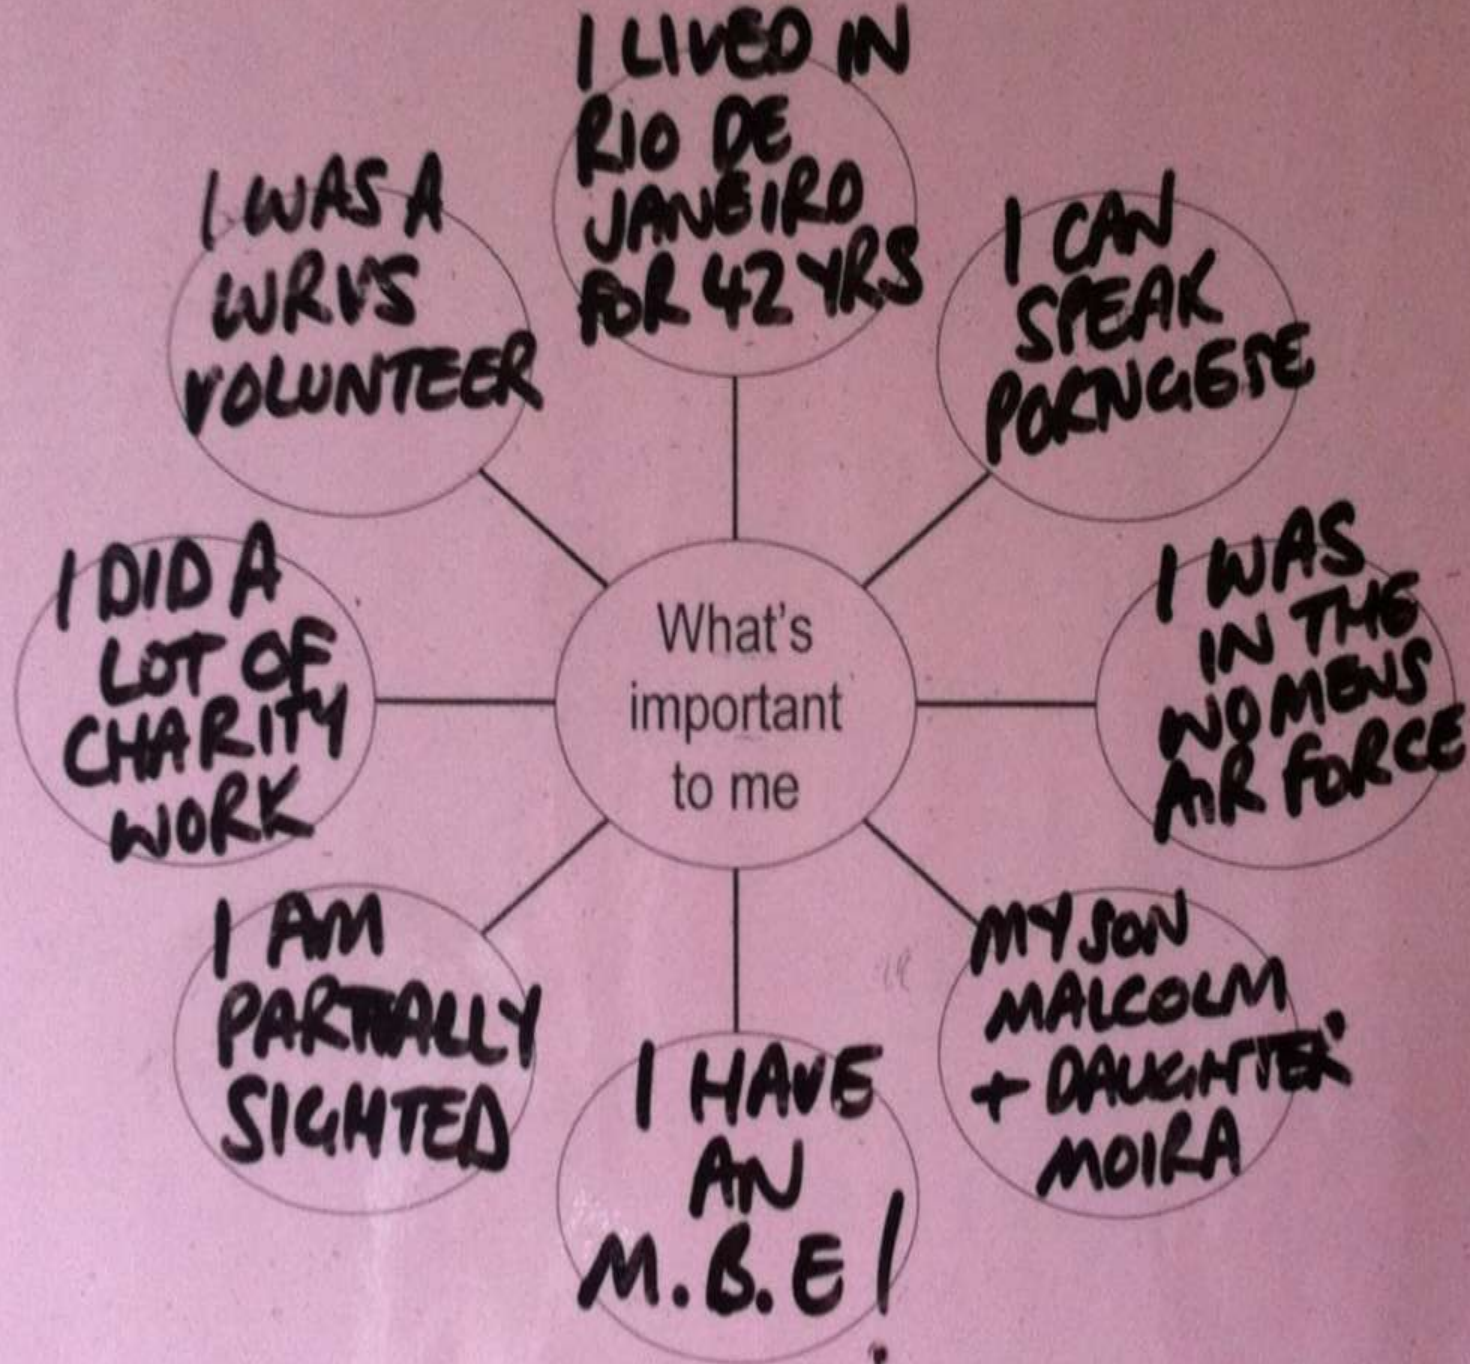 I LIVED IN
RIO DE
JANEIRO
FOR 42 YRS
I CAN
SPEAK
PORNGESE
I WAS
IN THE
WOMENS
AIR FORCE
MY SON
MALCOLM
+ DAUGHTER
MOIRA
I HAVE
AN
M.B.E!
I AM
PARTIALLY
SIGHTED
I DID A
LOT OF
CHARITY
WORK
I WAS A
WRVS
VOLUNTEER
What's
important
to me